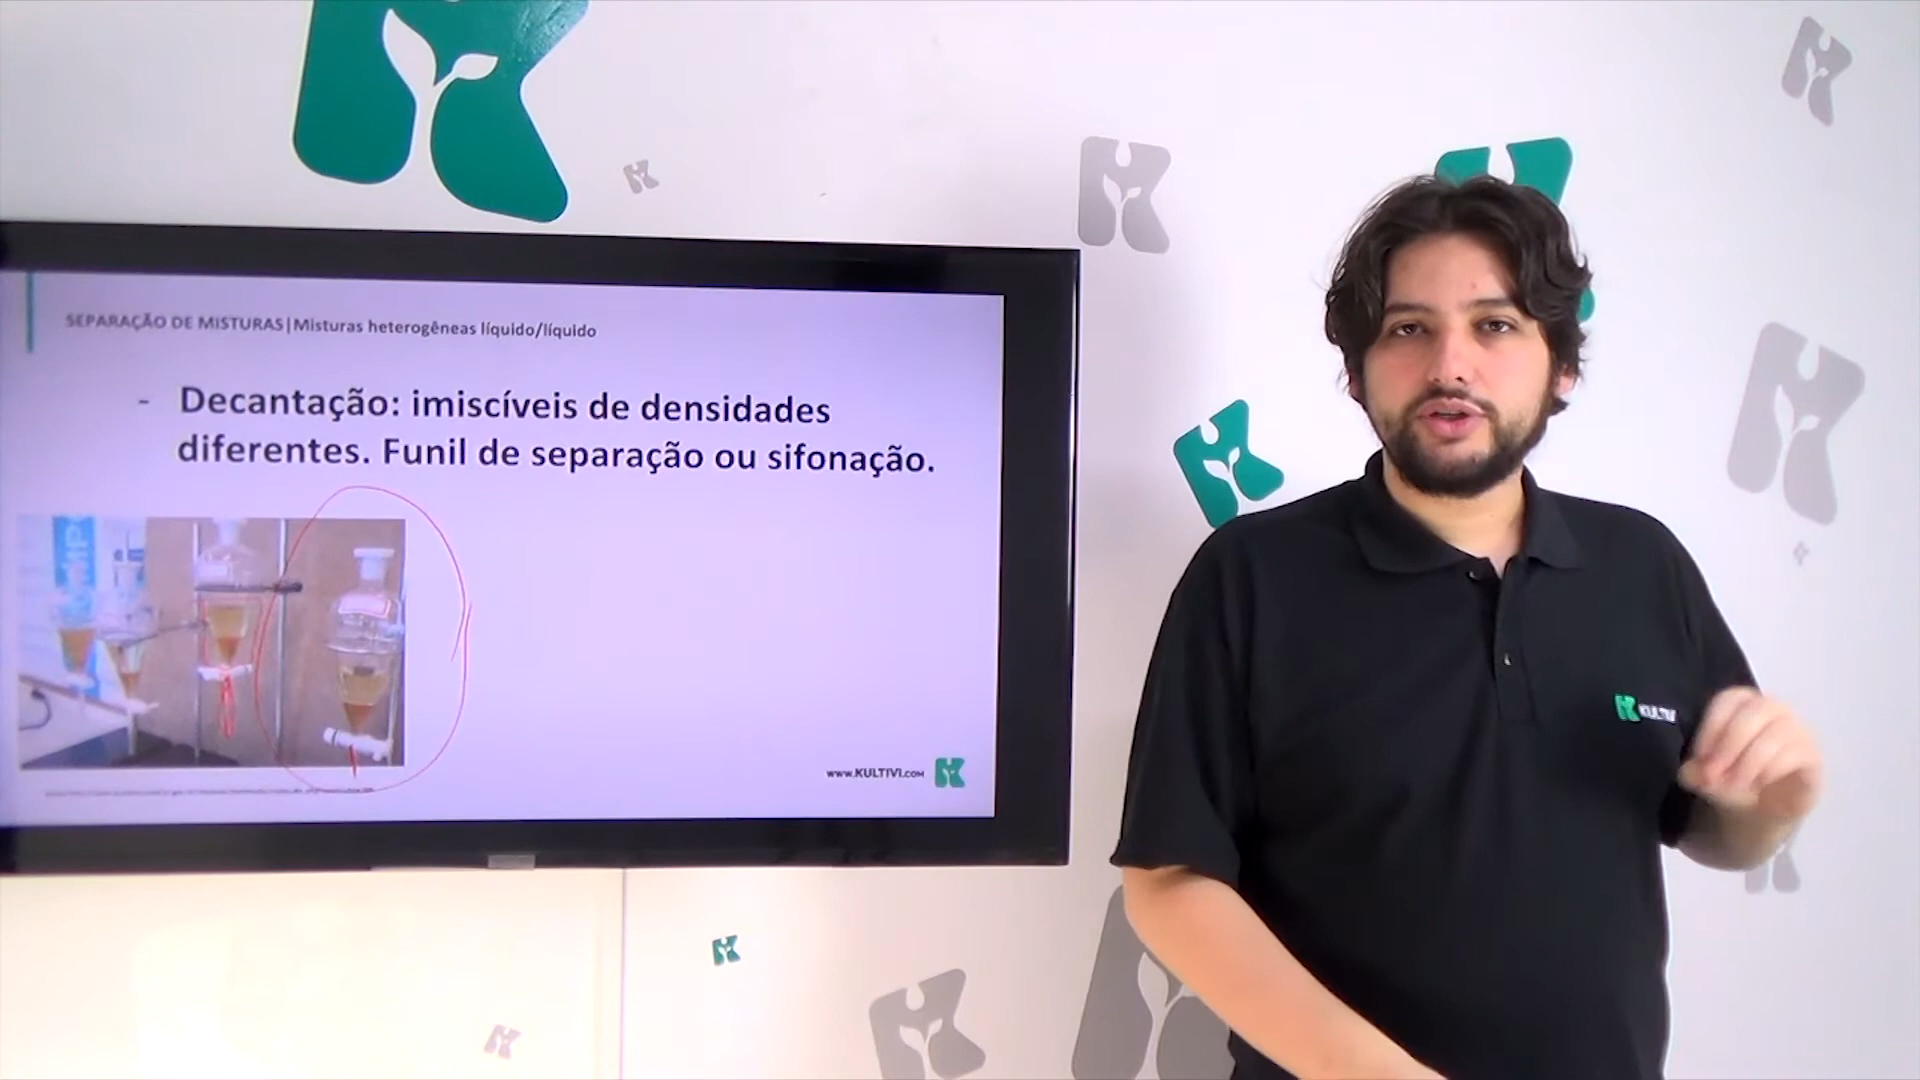 SEPARAÇÃO DE MISTURAS|Misturas heterogêneas líquido/líquido
- Decantação: imiscíveis de densidades
diferentes. Funil de separação ou sifonação.
www.KULTIVI.COM
KULTIVI